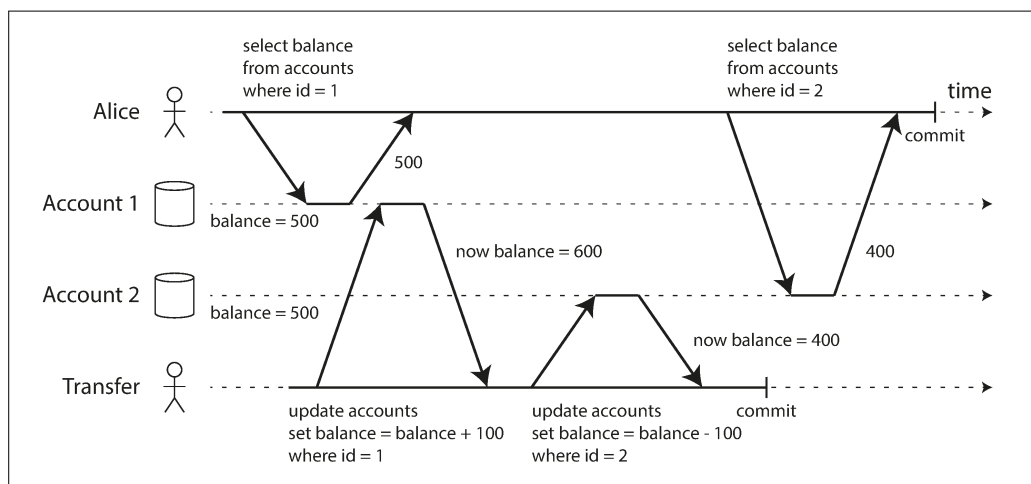 select balance
from accounts
where id = 1
select balance
from accounts
where id = 2
time
Alice
commit
500
Account 1
balance = 500
now balance = 600
400
Account 2
balance = 500
now balance = 400
Transfer
commit
update accounts
set balance = balance + 100
where id = 1
update accounts
set balance = balance - 100
where id = 2